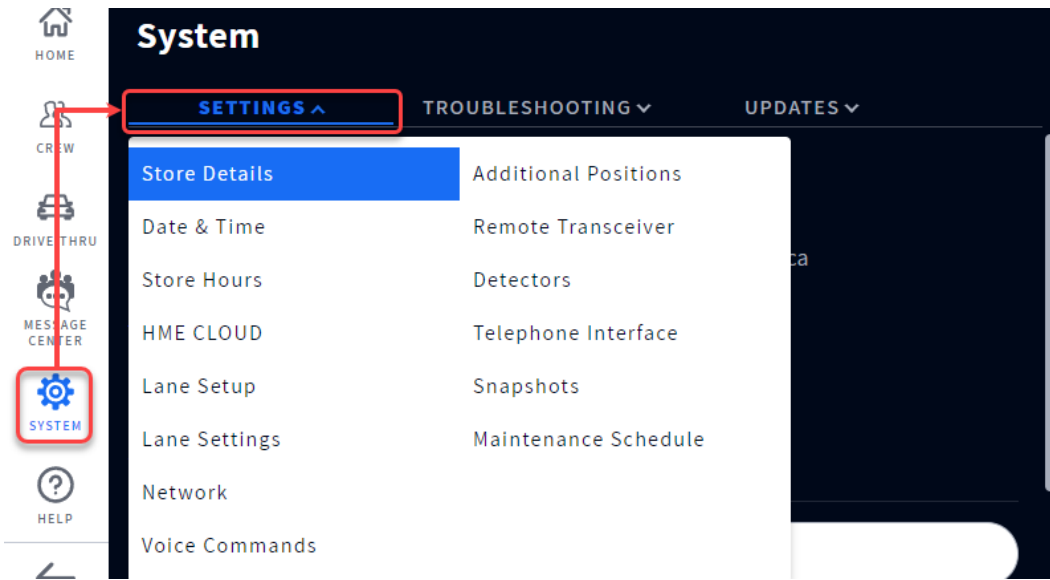 System
HOME
SETTINGS
TROUBLESHOOTING
UPDATES
CREW
DRIVE THRU
MESSAGE
CENTER
SYSTEM
HELP
Store Details
Date & Time
Store Hours
HME CLOUD
Lane Setup
Lane Settings
Network
Voice Commands
Additional Positions
Remote Transceiver
Detectors
Telephone Interface
Snapshots
Maintenance Schedule
ca